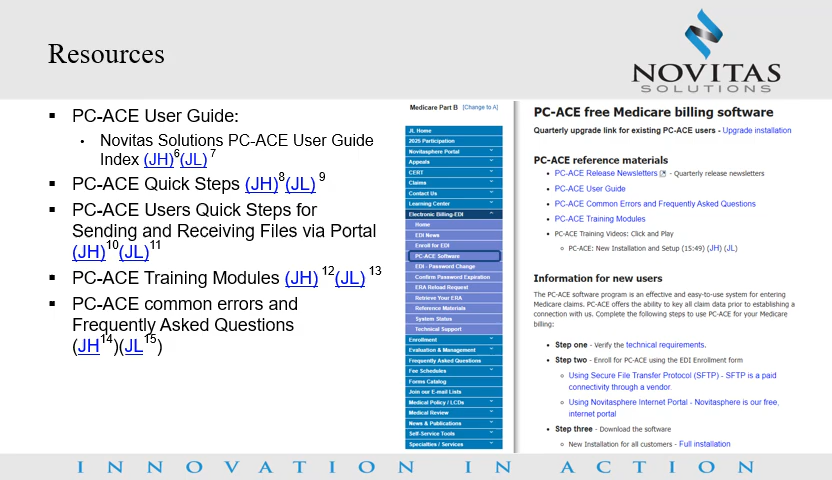 Resources
NOVITAS
SOLUTIONS
▪ PC-ACE User Guide:
• Novitas Solutions PC-ACE User Guide
Index (JH)6(JL) 7
▪ PC-ACE Quick Steps (JH)8(JL) 9
▪ PC-ACE Users Quick Steps for
Sending and Receiving Files via Portal
(JH)10(JL)11
▪ PC-ACE Training Modules (JH) 12(JL) 13
▪ PC-ACE common errors and
Frequently Asked Questions
(JH14)(JL15)
Medicare Part B [Change to A]
JL Home
2025 Participation
Novitasphere Portal
Appeals
CERT
Claims
Contact Us
Learning Center
Electronic Billing-EDI
Home
EDI News
Enroll for EDI
PC-ACE Software
EDI - Password Change
Confirm Password Expiration
ERA Reload Request
Retrieve Your ERA
Reference Materials
System Status
Technical Support
Enrollment
Evaluation & Management
Frequently Asked Questions
Fee Schedules
Forms Catalog
Join our E-mail Lists
Medical Policy / LCDs
Medical Review
News & Publications
Self-Service Tools
Specialties / Services
PC-ACE free Medicare billing software
Quarterly upgrade link for existing PC-ACE users - Upgrade installation
PC-ACE reference materials
• PC-ACE Release Newsletters - Quarterly release newsletters
• PC-ACE User Guide
• PC-ACE Common Errors and Frequently Asked Questions
• PC-ACE Training Modules
• PC-ACE Training Videos: Click and Play
○ PC-ACE: New Installation and Setup (15:49) (JH) (JL)
Information for new users
The PC-ACE software program is an effective and easy-to-use system for entering
Medicare claims. PC-ACE offers the ability to key all claim data prior to establishing a
connection with us. Complete the following steps to use PC-ACE for your Medicare
billing:
• Step one - Verify the technical requirements.
• Step two - Enroll for PC-ACE using the EDI Enrollment form
○ Using Secure File Transfer Protocol (SFTP) - SFTP is a paid
connectivity through a vendor.
○ Using Novitasphere Internet Portal - Novitasphere is our free,
internet portal
• Step three - Download the software
○ New Installation for all customers - Full installation
INNOVATION IN ACTION